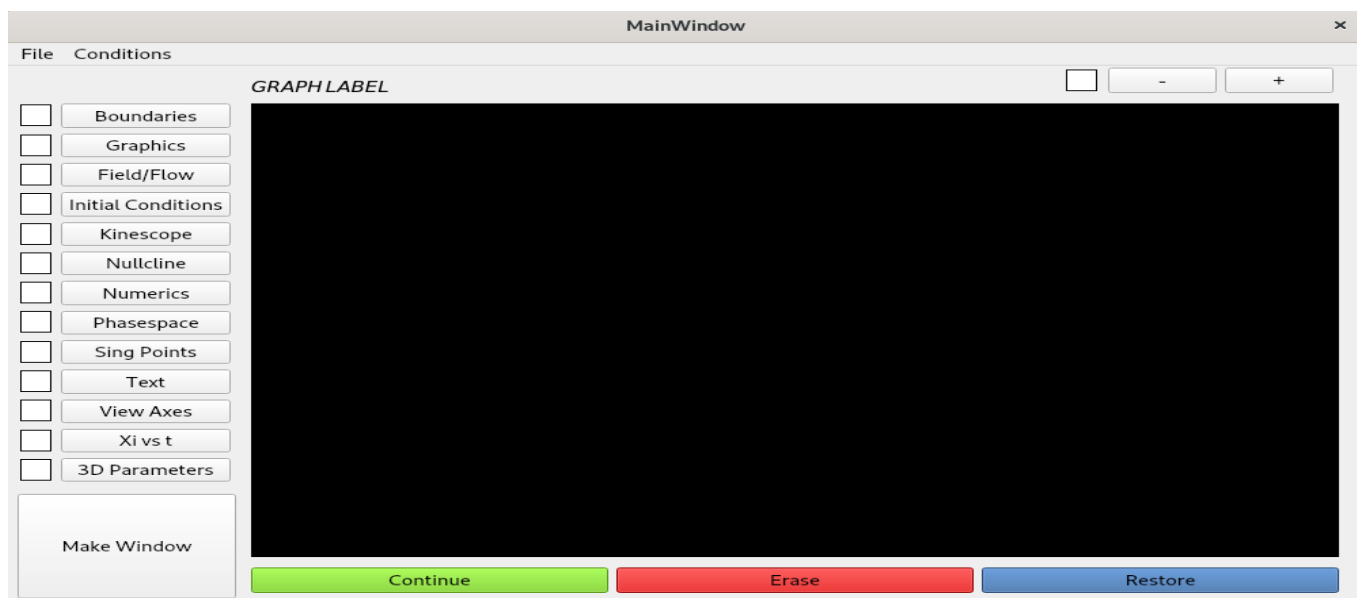 MainWindow ×
File Conditions
GRAPH LABEL - +
Boundaries
Graphics
Field/Flow
Initial Conditions
Kinescope
Nullcline
Numerics
Phasespace
Sing Points
Text
View Axes
Xi vs t
3D Parameters
Make Window
Continue Erase Restore